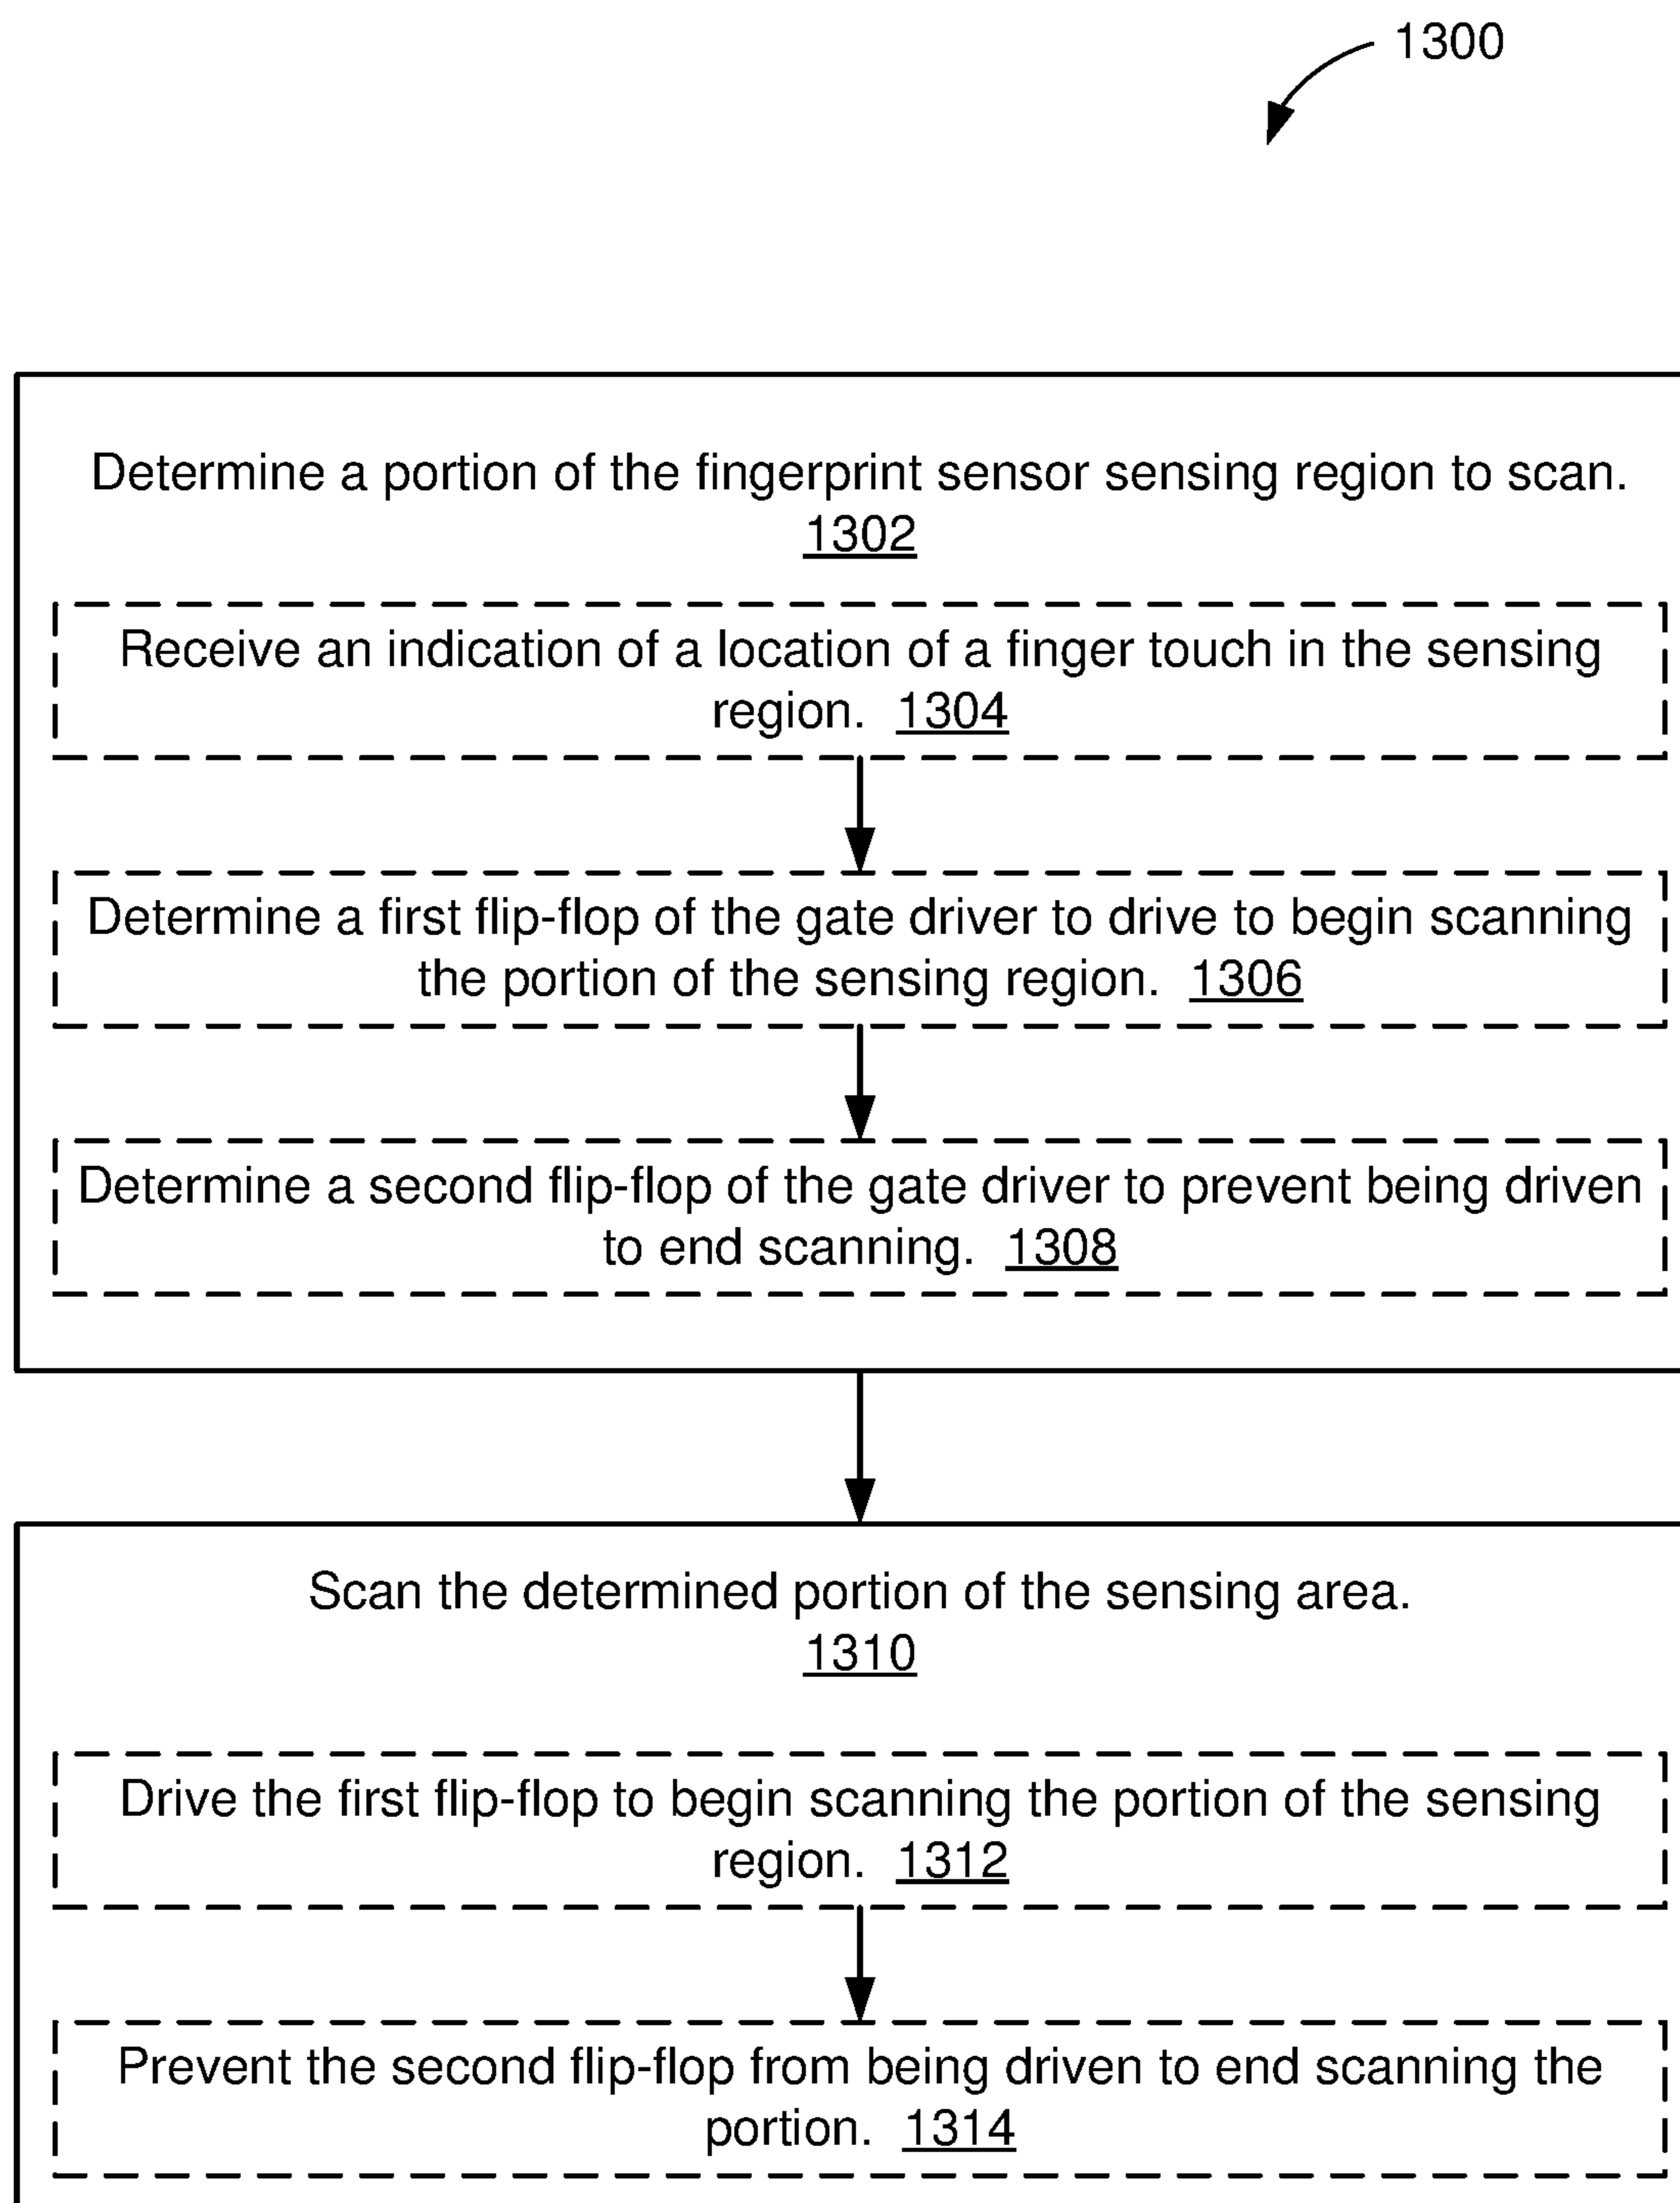 1300
Determine a portion of the fingerprint sensor sensing region to scan.
1302
Receive an indication of a location of a finger touch in the sensing
region. 1304
Determine a first flip-flop of the gate driver to drive to begin scanning
the portion of the sensing region. 1306
Determine a second flip-flop of the gate driver to prevent being driven
to end scanning. 1308
Scan the determined portion of the sensing area.
1310
Drive the first flip-flop to begin scanning the portion of the sensing
region. 1312
Prevent the second flip-flop from being driven to end scanning the
portion. 1314